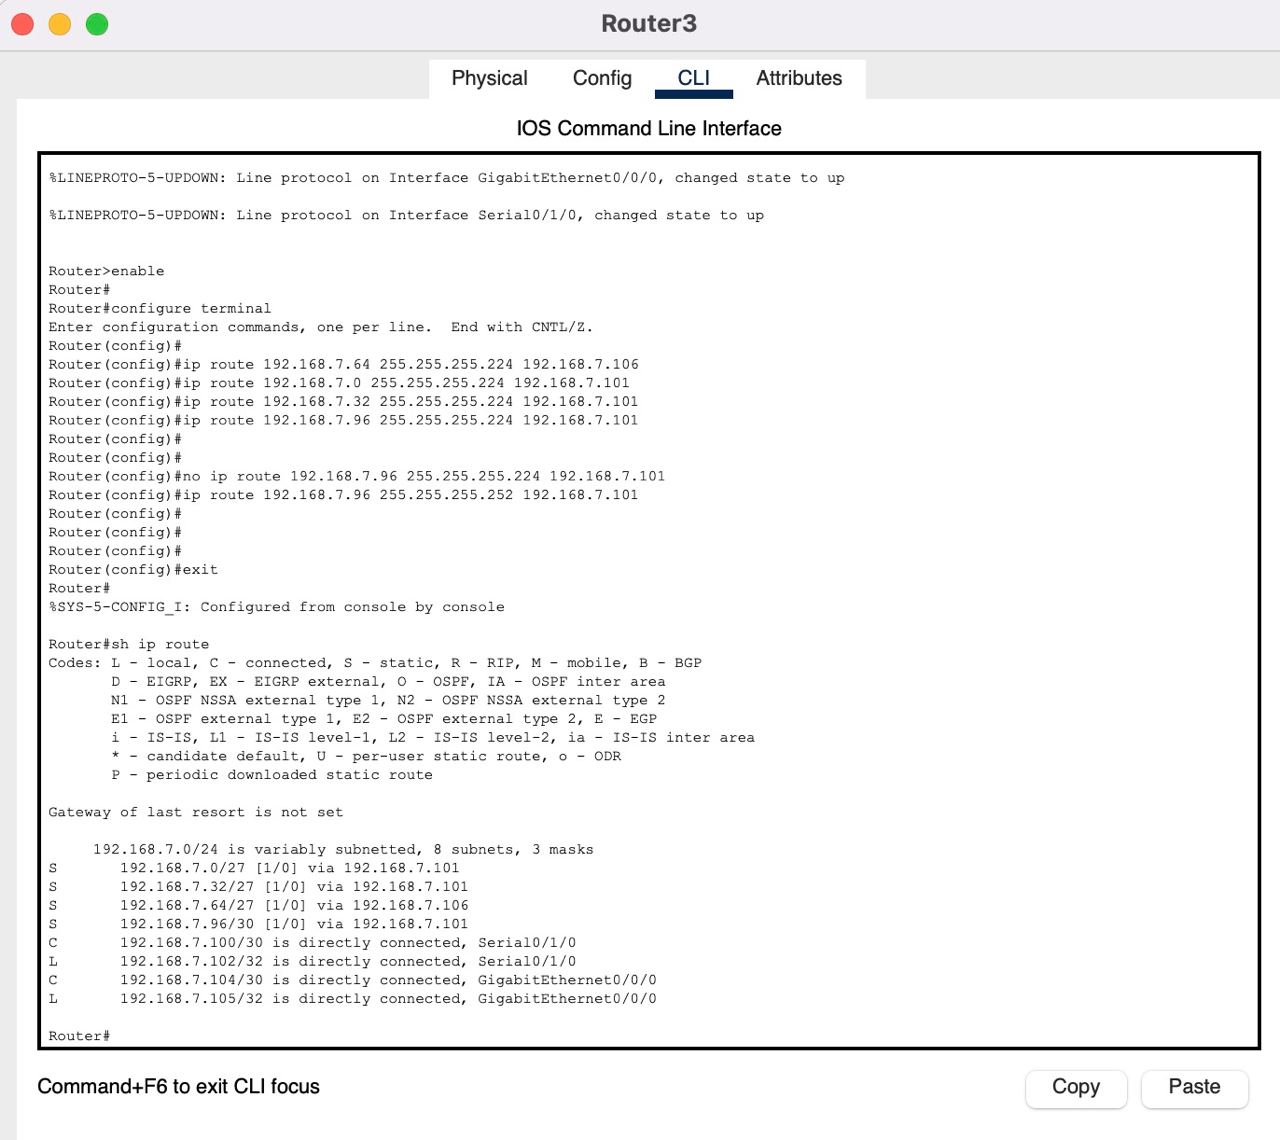 Router3
Physical Config CLI Attributes
IOS Command Line Interface
%LINEPROTO-5-UPDOWN: Line protocol on Interface GigabitEthernet0/0/0, changed state to up
%LINEPROTO-5-UPDOWN: Line protocol on Interface Serial0/1/0, changed state to up
Router>enable
Router#
Router#configure terminal
Enter configuration commands, one per line.  End with CNTL/Z.
Router(config)#
Router(config)#ip route 192.168.7.64 255.255.255.224 192.168.7.106
Router(config)#ip route 192.168.7.0 255.255.255.224 192.168.7.101
Router(config)#ip route 192.168.7.32 255.255.255.224 192.168.7.101
Router(config)#ip route 192.168.7.96 255.255.255.224 192.168.7.101
Router(config)#
Router(config)#
Router(config)#no ip route 192.168.7.96 255.255.255.224 192.168.7.101
Router(config)#ip route 192.168.7.96 255.255.255.252 192.168.7.101
Router(config)#
Router(config)#
Router(config)#
Router(config)#exit
Router#
%SYS-5-CONFIG_I: Configured from console by console
Router#sh ip route
Codes: L - local, C - connected, S - static, R - RIP, M - mobile, B - BGP
D - EIGRP, EX - EIGRP external, O - OSPF, IA - OSPF inter area
N1 - OSPF NSSA external type 1, N2 - OSPF NSSA external type 2
E1 - OSPF external type 1, E2 - OSPF external type 2, E - EGP
i - IS-IS, L1 - IS-IS level-1, L2 - IS-IS level-2, ia - IS-IS inter area
* - candidate default, U - per-user static route, o - ODR
P - periodic downloaded static route
Gateway of last resort is not set
192.168.7.0/24 is variably subnetted, 8 subnets, 3 masks
S 192.168.7.0/27 [1/0] via 192.168.7.101
S 192.168.7.32/27 [1/0] via 192.168.7.101
S 192.168.7.64/27 [1/0] via 192.168.7.106
S 192.168.7.96/30 [1/0] via 192.168.7.101
C 192.168.7.100/30 is directly connected, Serial0/1/0
L 192.168.7.102/32 is directly connected, Serial0/1/0
C 192.168.7.104/30 is directly connected, GigabitEthernet0/0/0
L 192.168.7.105/32 is directly connected, GigabitEthernet0/0/0
Router#
Command+F6 to exit CLI focus
Copy Paste